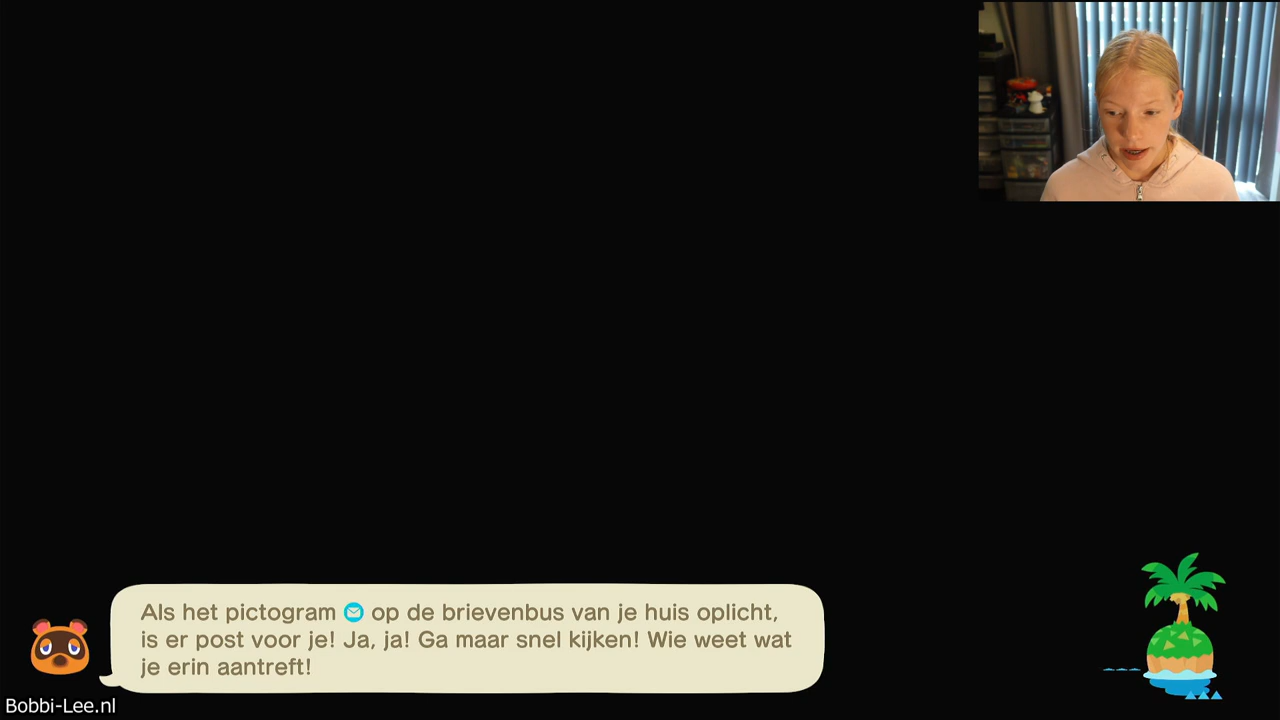 Als het pictogram op de brievenbus van je huis oplicht,
is er post voor je! Ja, ja! Ga maar snel kijken! Wie weet wat
je erin aantreft!
Bobbi-Lee.nl